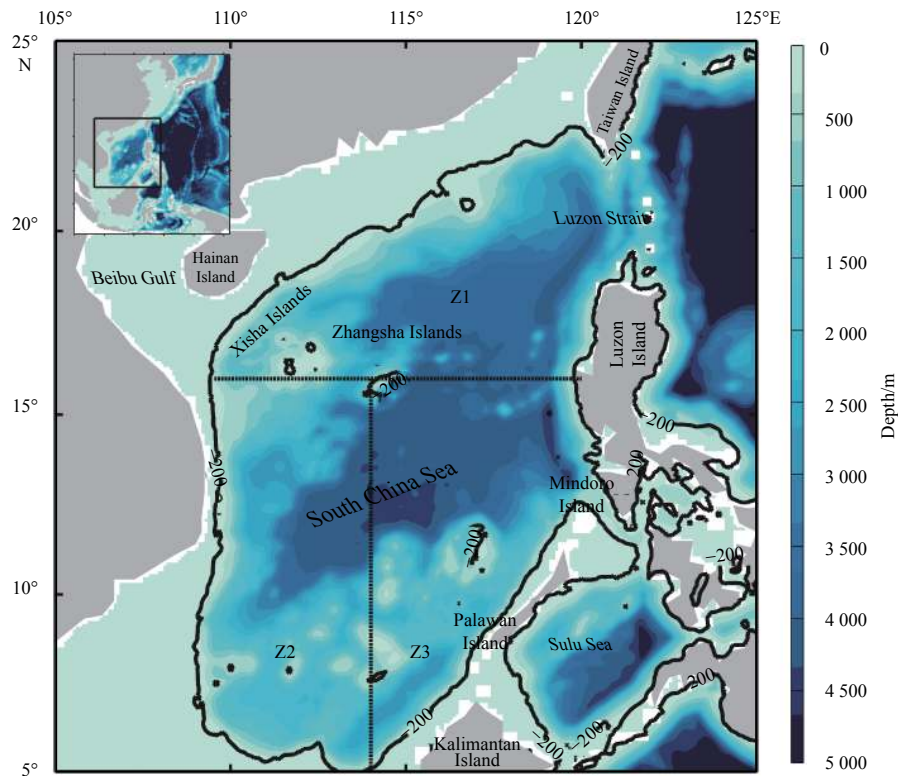 105° 110° 115° 120° 125°E
25°
N
20°
15°
10°
5°
Taiwan Island
−200
Luzon Strait
Hainan
Island
Beibu Gulf
Xisha Islands
Z1
Zhangsha Islands
Luzon
Island
−200
−200
−200
200
South China Sea
Mindoro
Island
−200
−200
Palawan
Island
Z2
Z3
Sulu Sea
200
−200
−200
−200
Kalimantan
Island
0
500
1 000
1 500
2 000
2 500
3 000
3 500
4 000
4 500
5 000
Depth/m